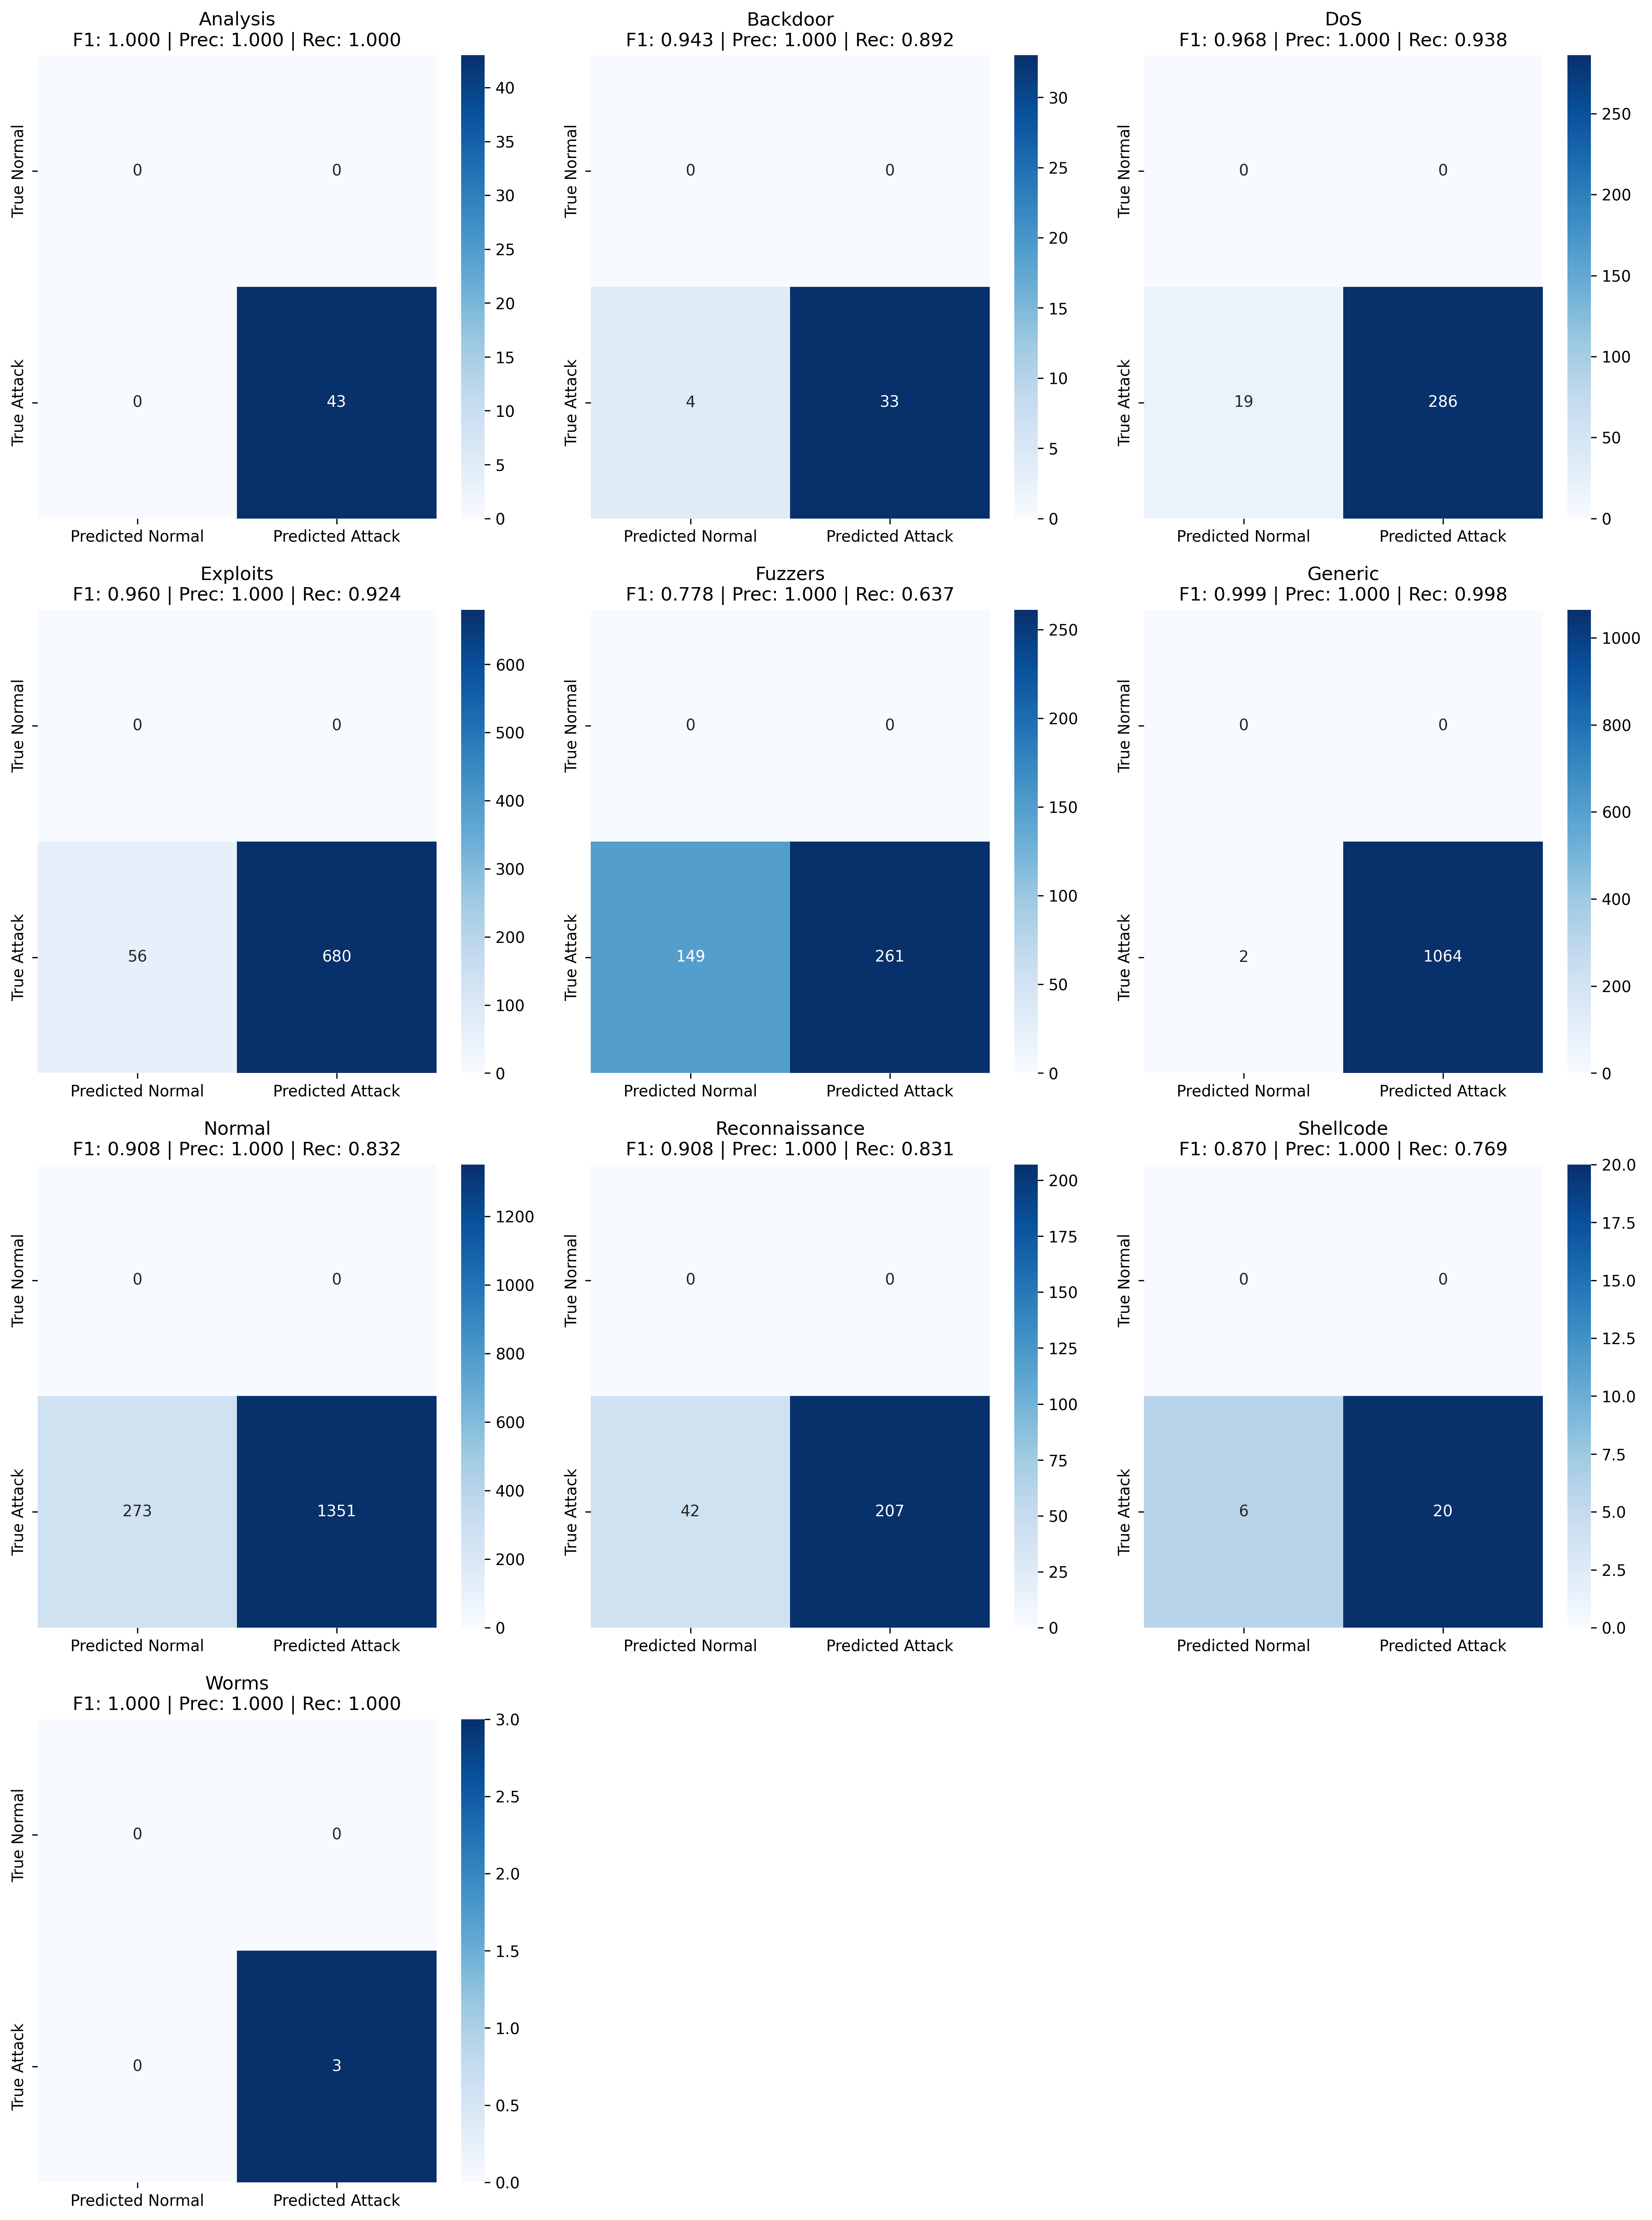 Analysis
F1: 1.000 | Prec: 1.000 | Rec: 1.000
True Normal
True Attack
0 0
0 43
Predicted Normal Predicted Attack
40
35
30
25
20
15
10
5
0
Backdoor
F1: 0.943 | Prec: 1.000 | Rec: 0.892
True Normal
True Attack
0 0
4 33
Predicted Normal Predicted Attack
30
25
20
15
10
5
0
DoS
F1: 0.968 | Prec: 1.000 | Rec: 0.938
True Normal
True Attack
0 0
19 286
Predicted Normal Predicted Attack
250
200
150
100
50
0
Exploits
F1: 0.960 | Prec: 1.000 | Rec: 0.924
True Normal
True Attack
0 0
56 680
Predicted Normal Predicted Attack
600
500
400
300
200
100
0
Fuzzers
F1: 0.778 | Prec: 1.000 | Rec: 0.637
True Normal
True Attack
0 0
149 261
Predicted Normal Predicted Attack
250
200
150
100
50
0
Generic
F1: 0.999 | Prec: 1.000 | Rec: 0.998
True Normal
True Attack
0 0
2 1064
Predicted Normal Predicted Attack
1000
800
600
400
200
0
Normal
F1: 0.908 | Prec: 1.000 | Rec: 0.832
True Normal
True Attack
0 0
273 1351
Predicted Normal Predicted Attack
1200
1000
800
600
400
200
0
Reconnaissance
F1: 0.908 | Prec: 1.000 | Rec: 0.831
True Normal
True Attack
0 0
42 207
Predicted Normal Predicted Attack
200
175
150
125
100
75
50
25
0
Shellcode
F1: 0.870 | Prec: 1.000 | Rec: 0.769
True Normal
True Attack
0 0
6 20
Predicted Normal Predicted Attack
20.0
17.5
15.0
12.5
10.0
7.5
5.0
2.5
0.0
Worms
F1: 1.000 | Prec: 1.000 | Rec: 1.000
True Normal
True Attack
0 0
0 3
Predicted Normal Predicted Attack
3.0
2.5
2.0
1.5
1.0
0.5
0.0